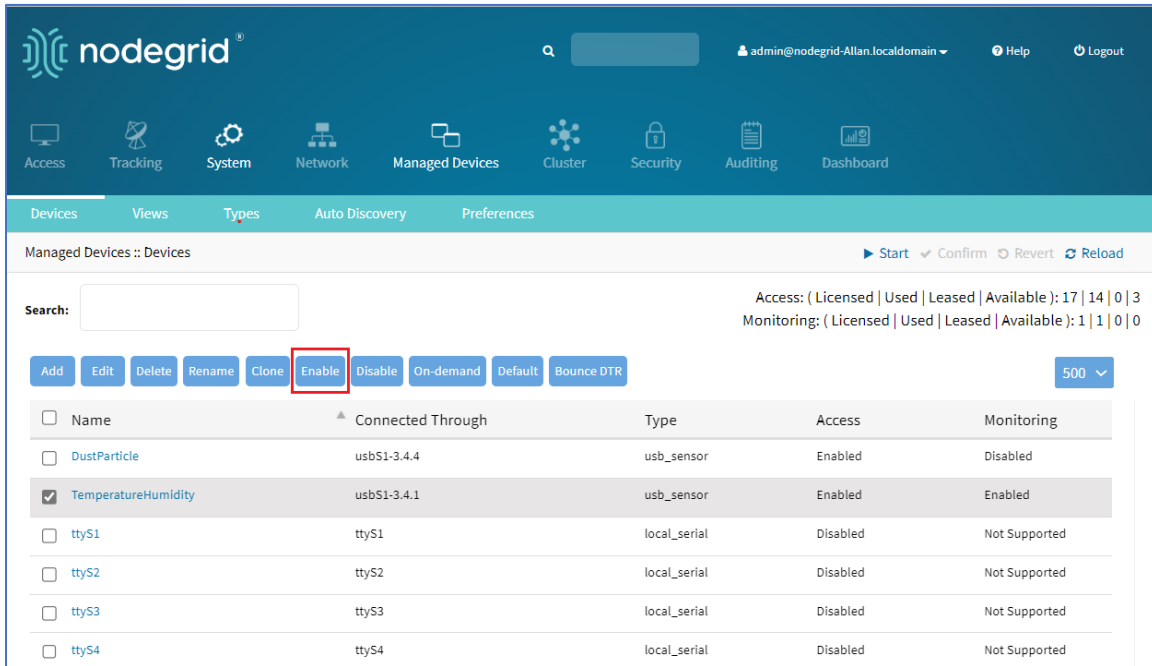 nodegrid®
admin@nodegrid-Allan.localdomain Help Logout
Access Tracking System Network Managed Devices Cluster Security Auditing Dashboard
Devices Views Types Auto Discovery Preferences
Managed Devices :: Devices Start Confirm Revert Reload
Search:
Access: ( Licensed | Used | Leased | Available ): 17 | 14 | 0 | 3
Monitoring: ( Licensed | Used | Leased | Available ): 1 | 1 | 0 | 0
Add Edit Delete Rename Clone Enable Disable On-demand Default Bounce DTR 500
Name Connected Through Type Access Monitoring
DustParticle usbS1-3.4.4 usb_sensor Enabled Disabled
TemperatureHumidity usbS1-3.4.1 usb_sensor Enabled Enabled
ttyS1 ttyS1 local_serial Disabled Not Supported
ttyS2 ttyS2 local_serial Disabled Not Supported
ttyS3 ttyS3 local_serial Disabled Not Supported
ttyS4 ttyS4 local_serial Disabled Not Supported